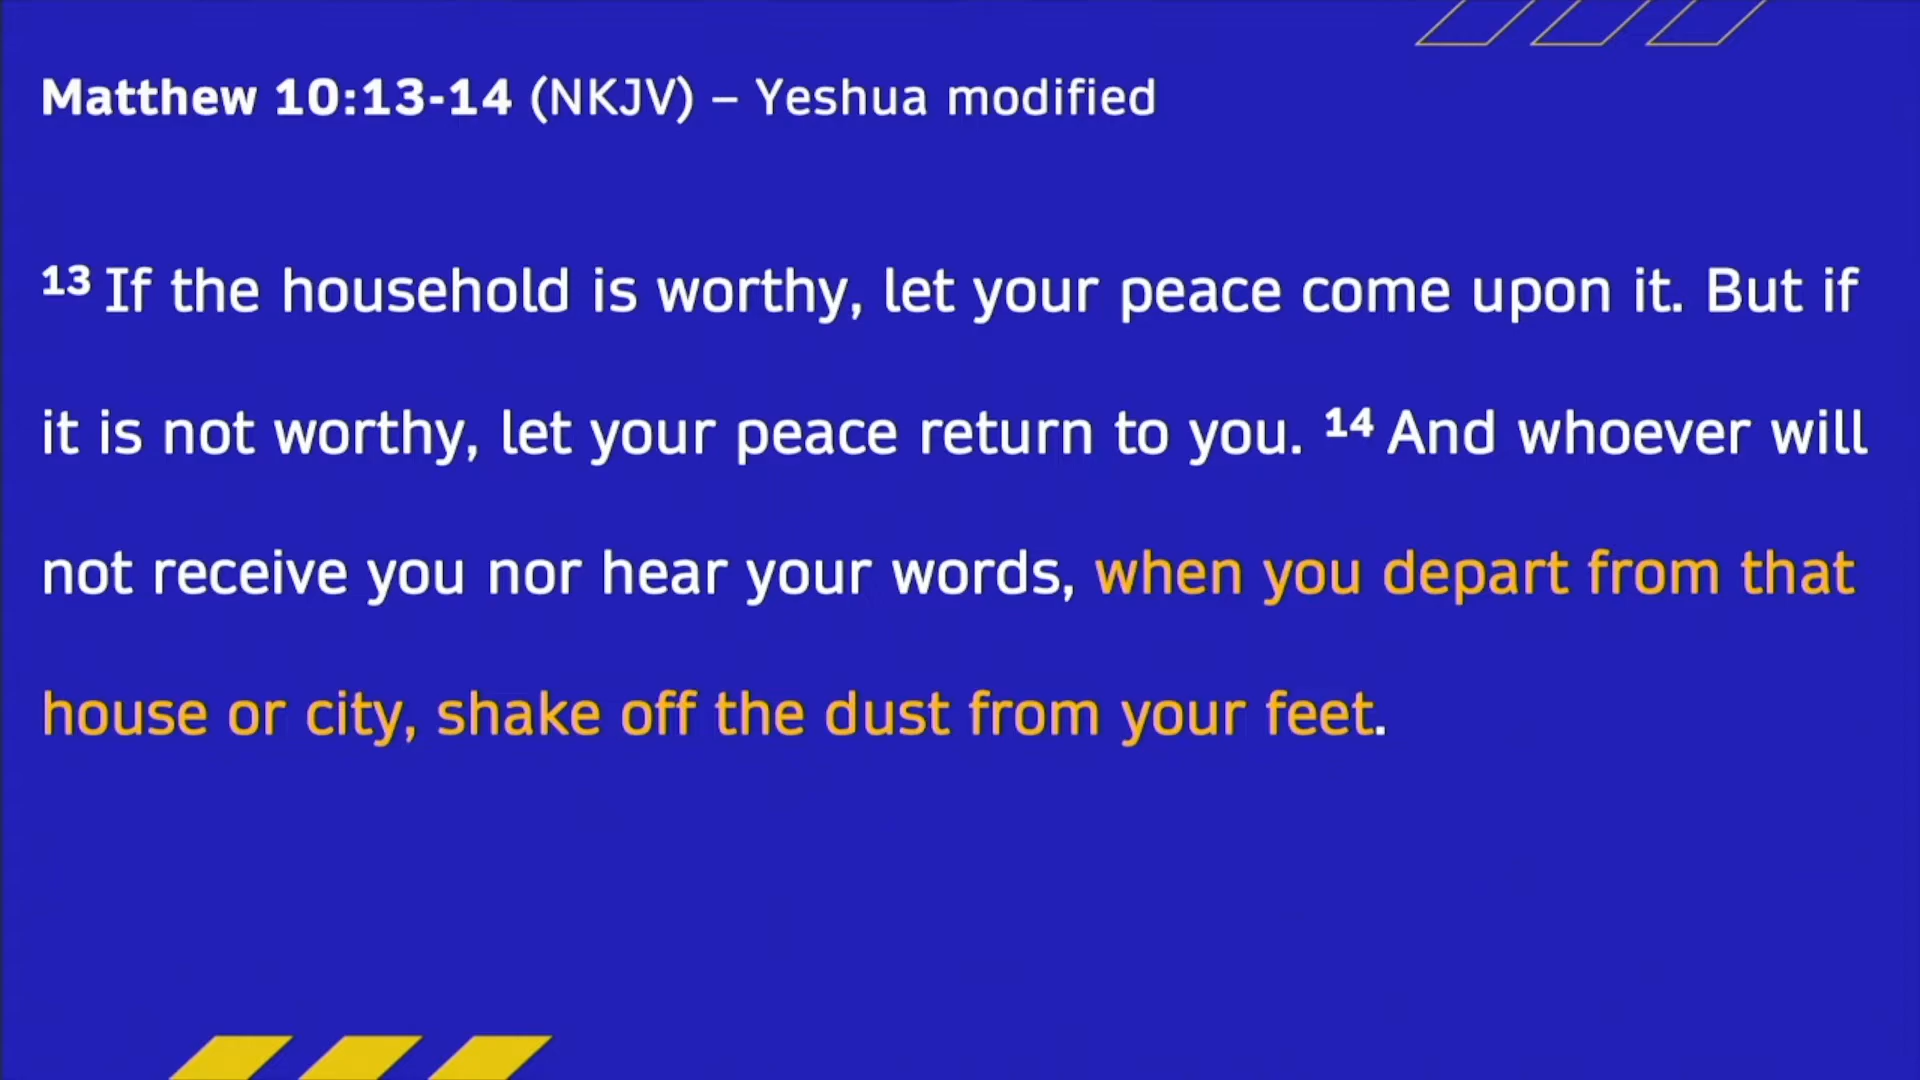 Matthew 10:13-14 (NKJV) – Yeshua modified
13 If the household is worthy, let your peace come upon it. But if
it is not worthy, let your peace return to you. 14 And whoever will
not receive you nor hear your words, when you depart from that
house or city, shake off the dust from your feet.